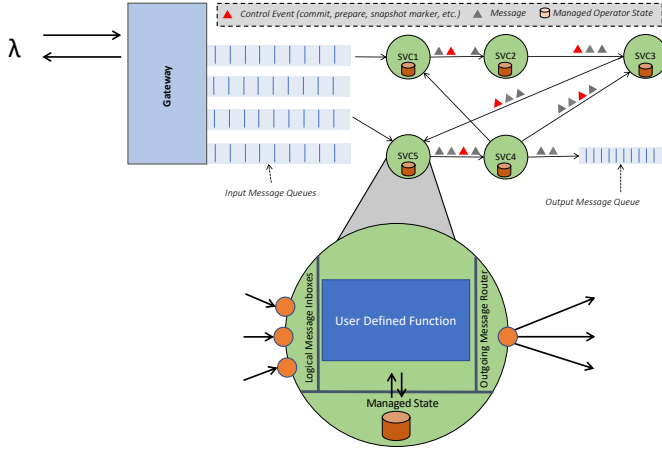 Control Event (commit, prepare, snapshot marker, etc.) Message Managed Operator State
λ
Gateway
SVC1
SVC2
SVC3
SVC5
SVC4
Input Message Queues
Output Message Queue
Logical Message Inboxes
User Defined Function
Outgoing Message Router
Managed State